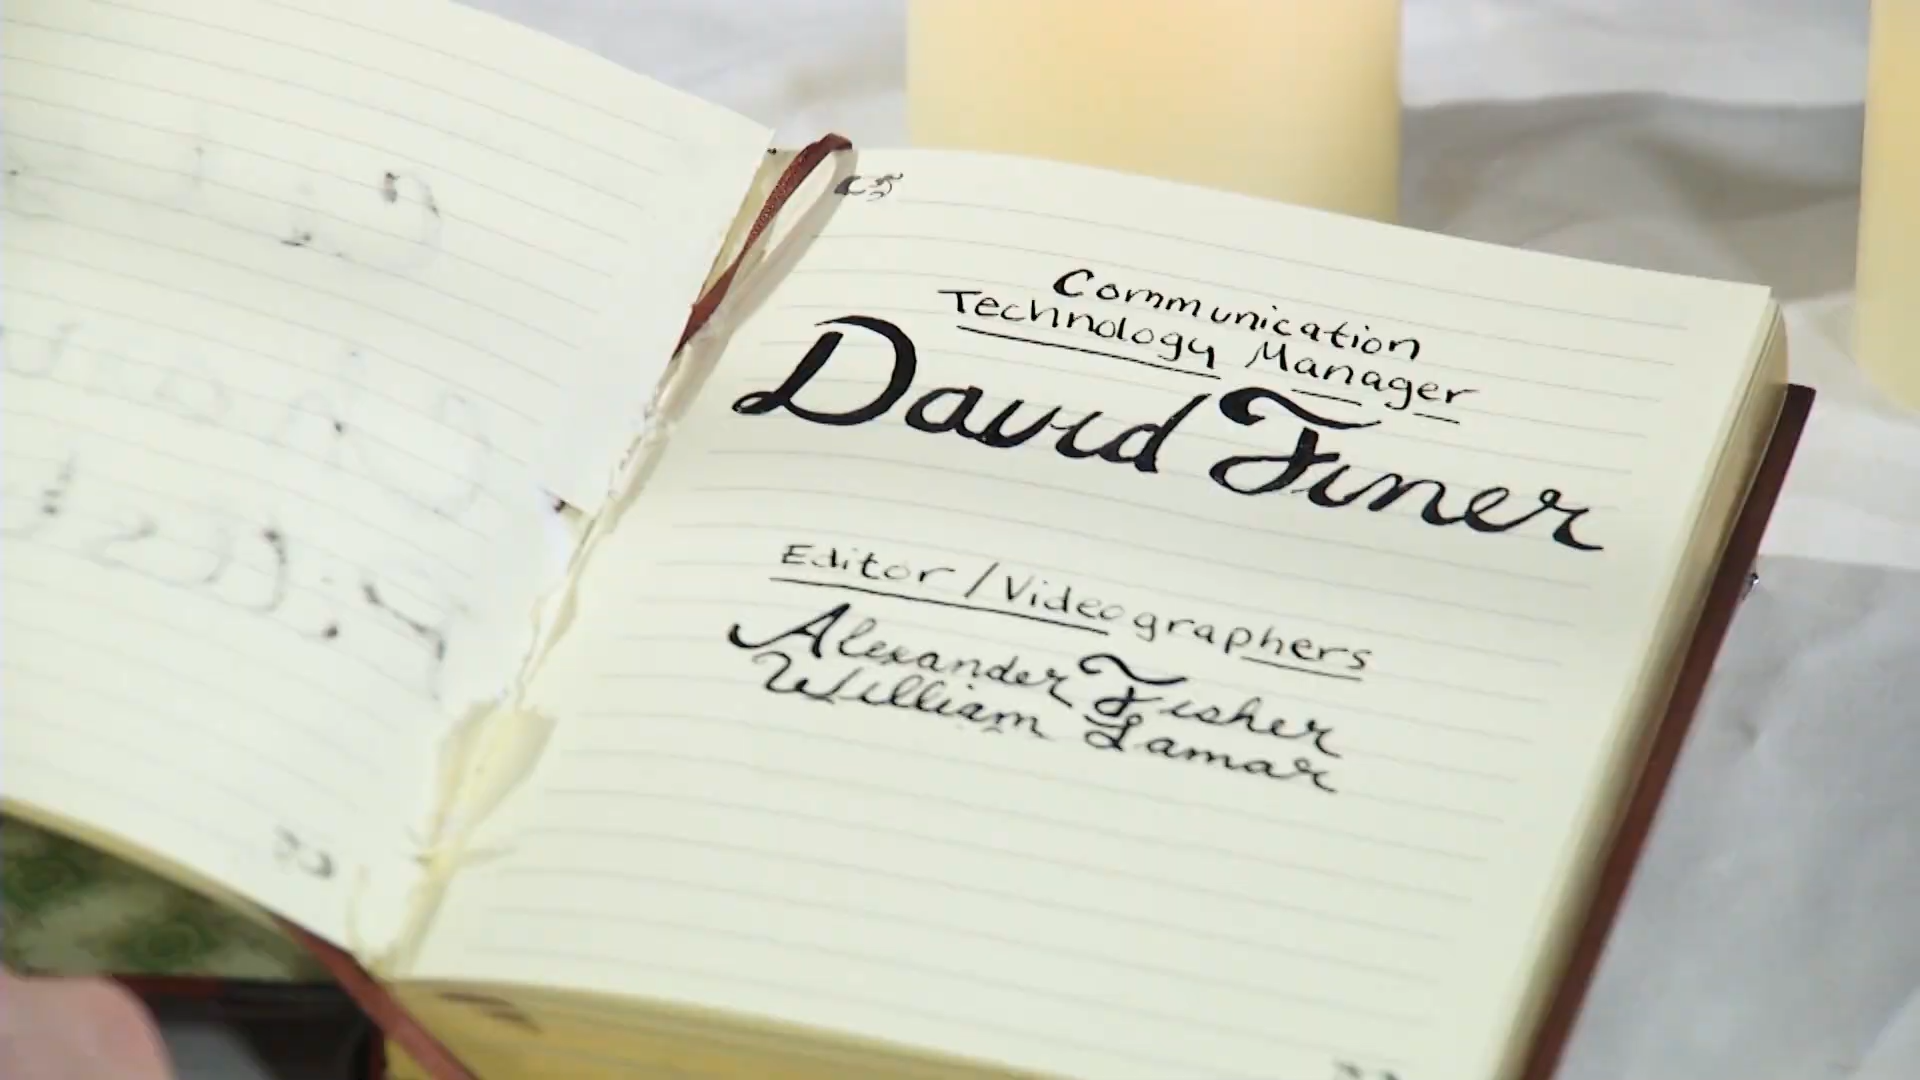 Communication
Technology Manager
David Finer
Editor/Videographers
Alexander Fisher
William Lamar